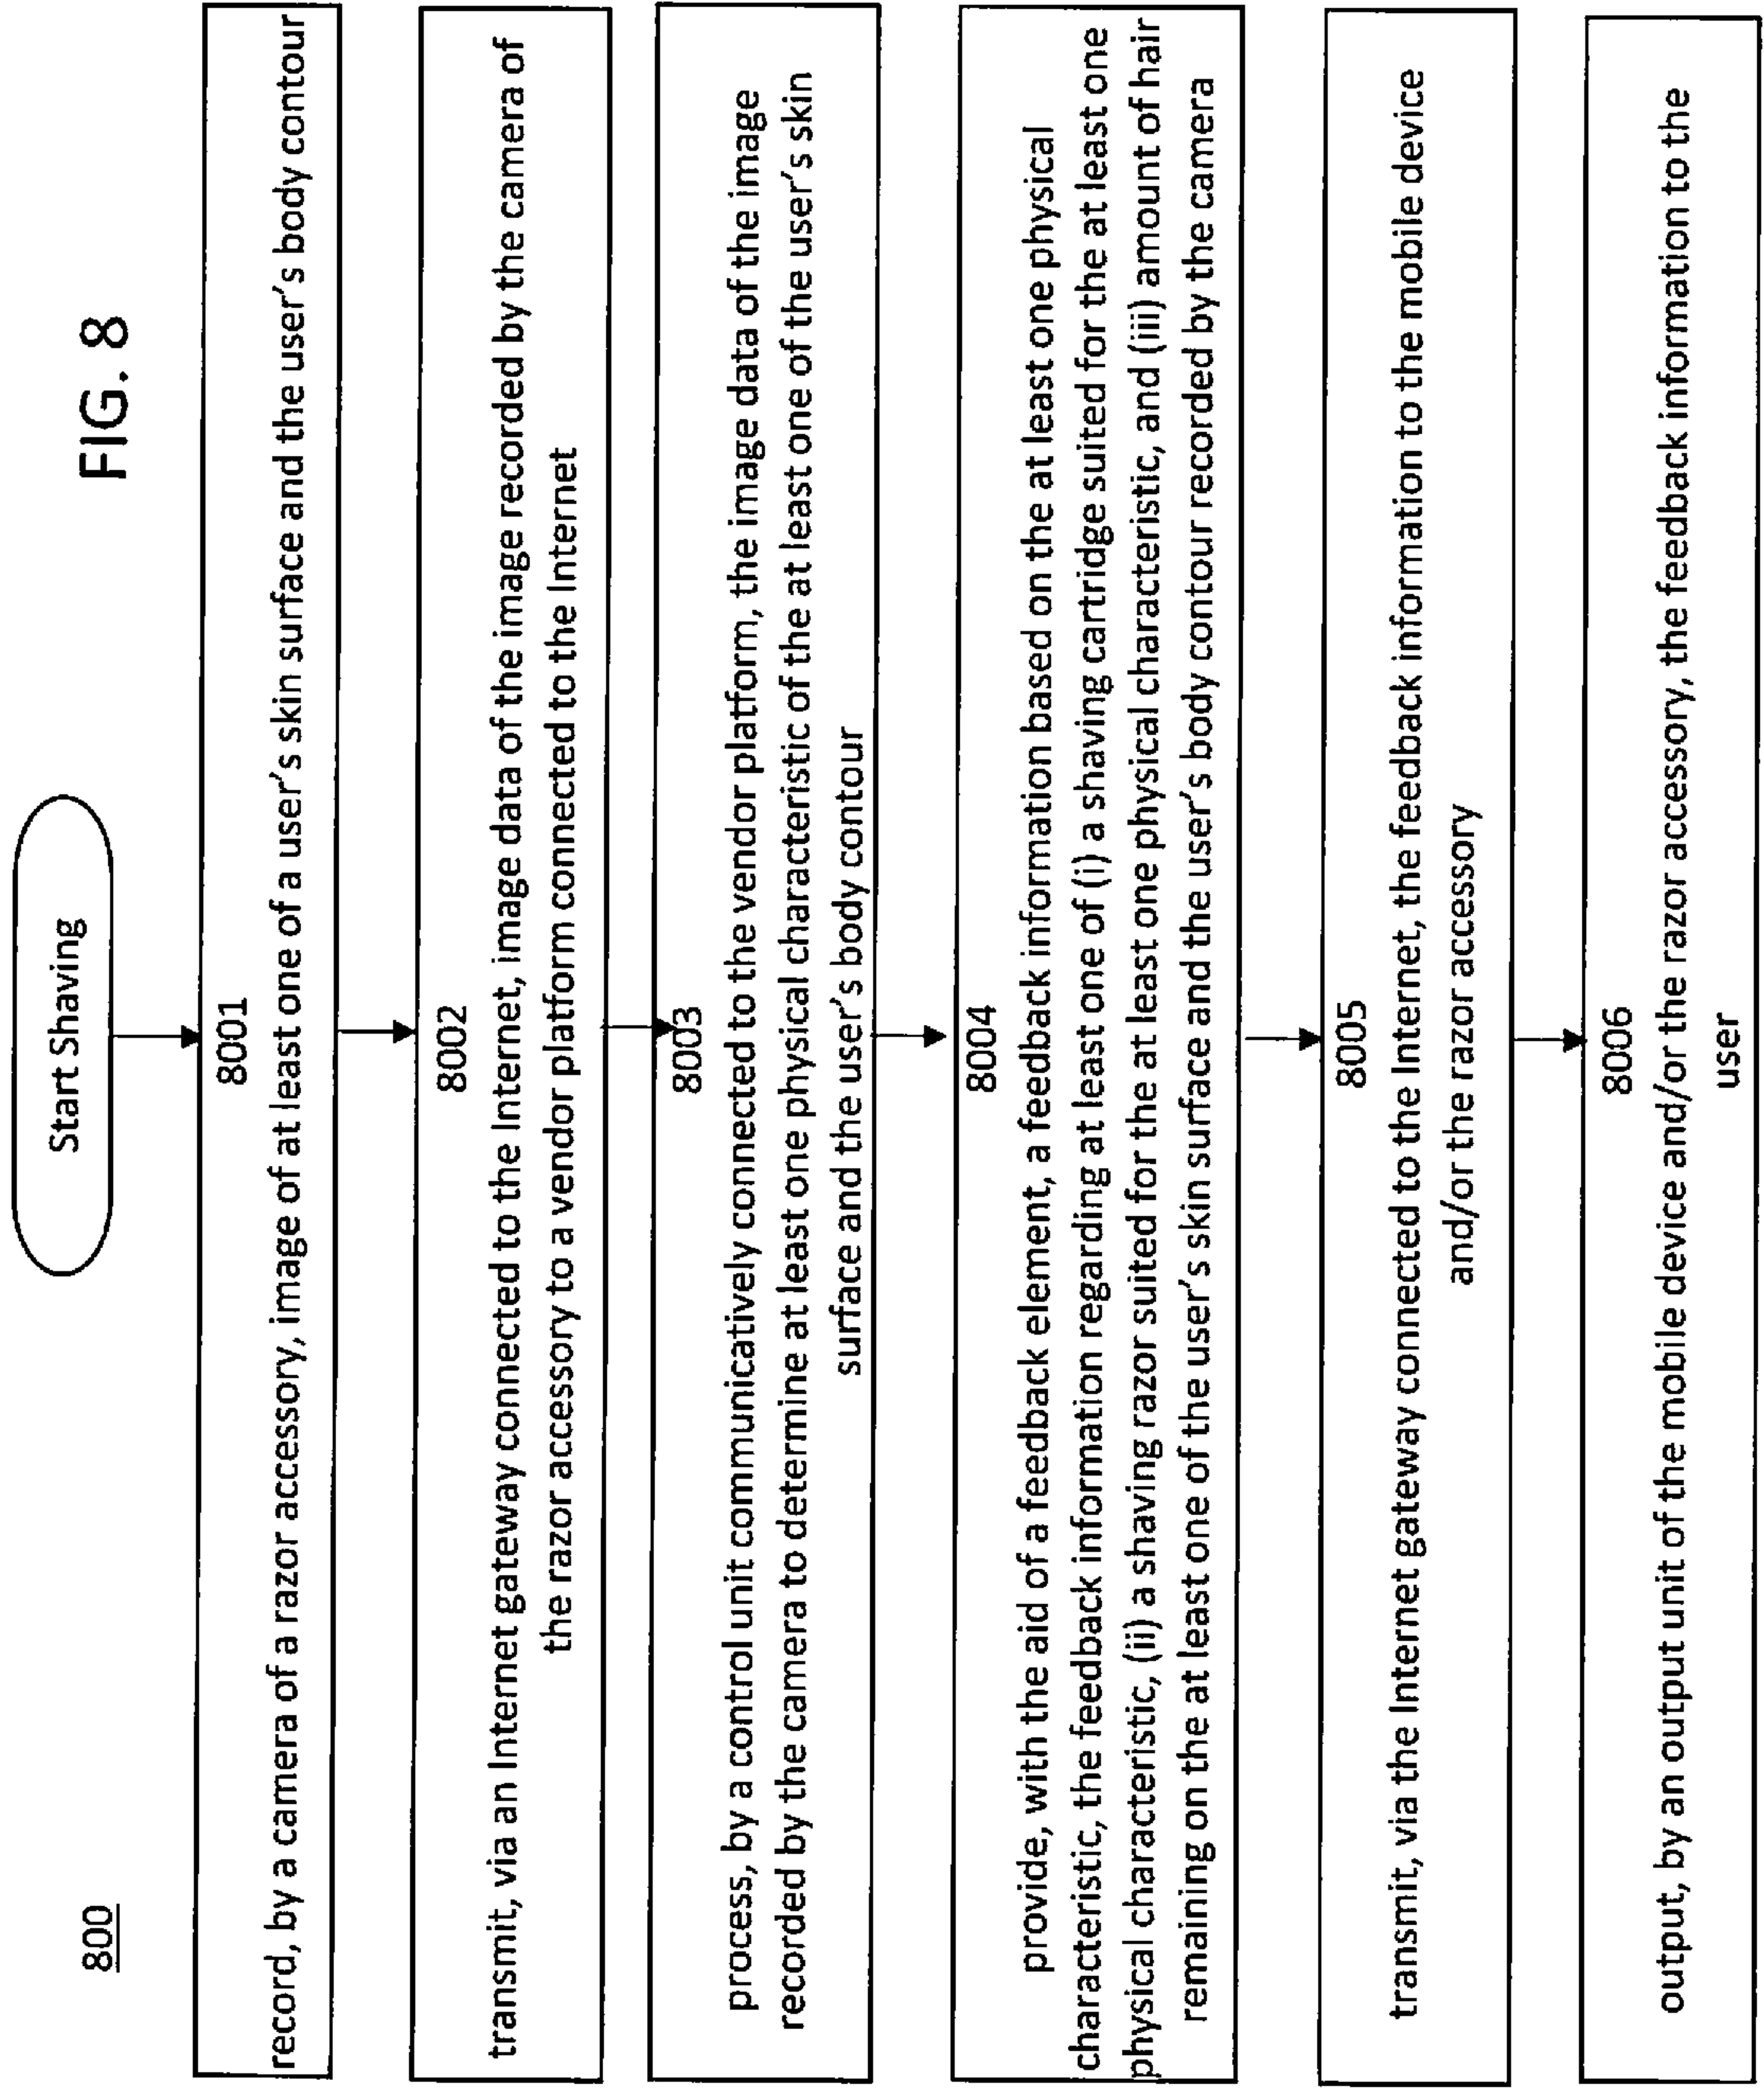 800
FIG. 8
Start Shaving
8001
record, by a camera of a razor accessory, image of at least one of a user's skin surface and the user's body contour
8002
transmit, via an Internet gateway connected to the Internet, image data of the image recorded by the camera of
the razor accessory to a vendor platform connected to the Internet
8003
process, by a control unit communicatively connected to the vendor platform, the image data of the image
recorded by the camera to determine at least one physical characteristic of the at least one of the user's skin
surface and the user's body contour
8004
provide, with the aid of a feedback element, a feedback information based on the at least one physical
characteristic, the feedback information regarding at least one of (i) a shaving cartridge suited for the at least one
physical characteristic, (ii) a shaving razor suited for the at least one physical characteristic, and (iii) amount of hair
remaining on the at least one of the user's skin surface and the user's body contour recorded by the camera
8005
transmit, via the Internet gateway connected to the Internet, the feedback information to the mobile device
and/or the razor accessory
8006
output, by an output unit of the mobile device and/or the razor accessory, the feedback information to the
user